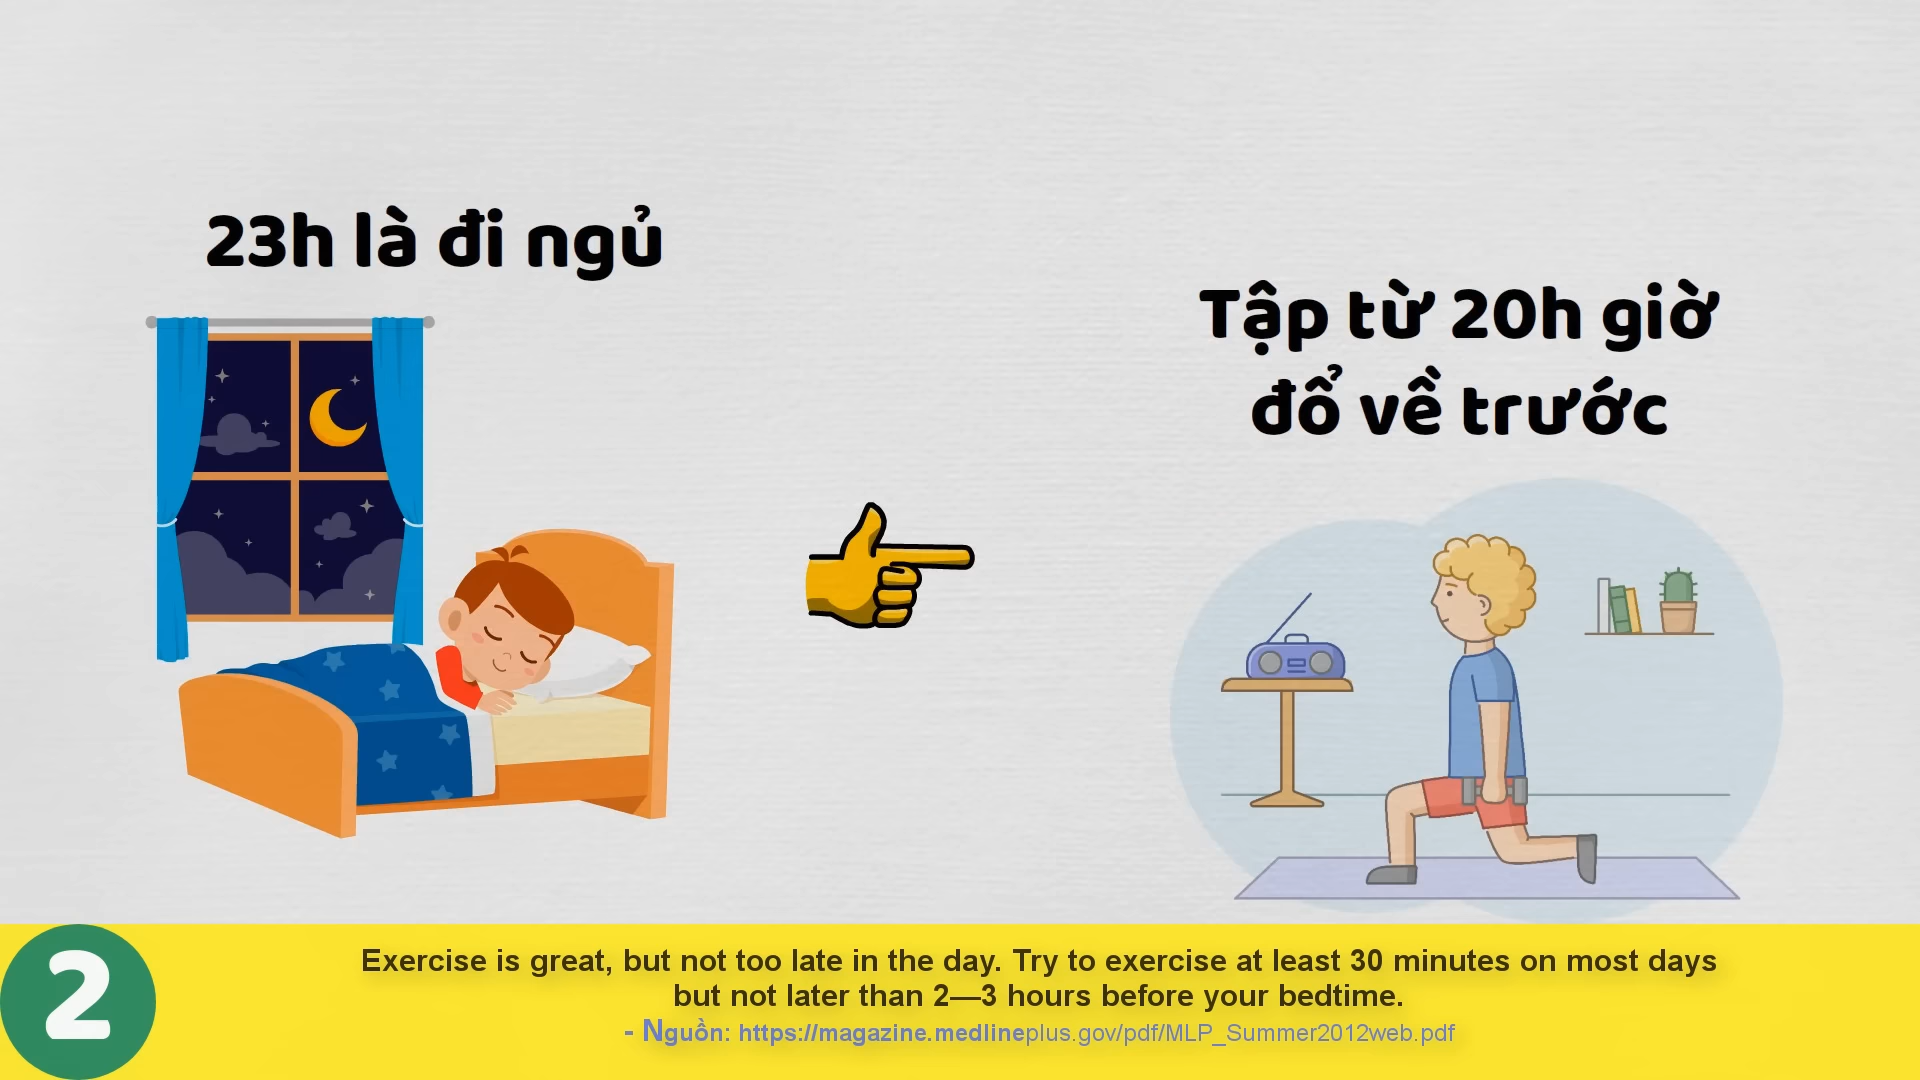 23h là đi ngủ
Tập từ 20h giờ
đổ về trước
2
Exercise is great, but not too late in the day. Try to exercise at least 30 minutes on most days
but not later than 2—3 hours before your bedtime.
- Nguồn: https://magazine.medlineplus.gov/pdf/MLP_Summer2012web.pdf